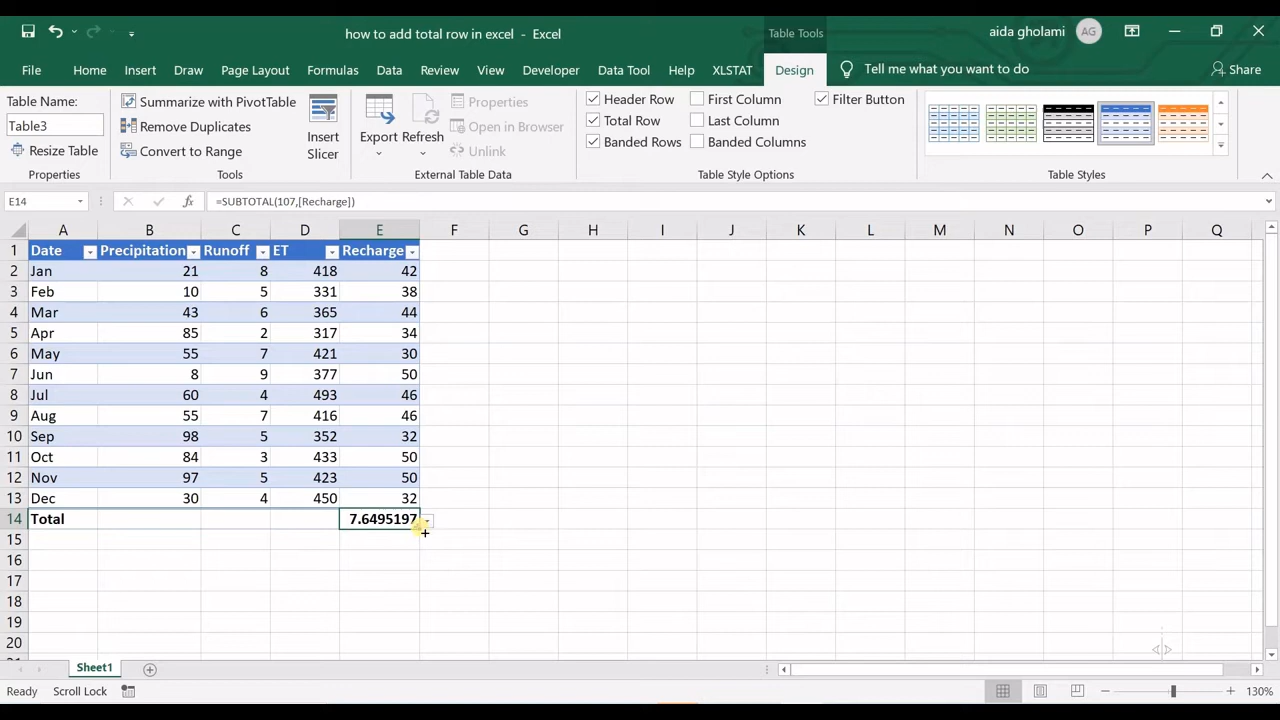 how to add total row in excel - Excel
Table Tools
aida gholami AG
File Home Insert Draw Page Layout Formulas Data Review View Developer Data Tool Help XLSTAT Design Tell me what you want to do Share
Table Name:
Table3
Resize Table
Properties
Summarize with PivotTable
Remove Duplicates
Convert to Range
Insert Slicer
Tools
Export Refresh
Properties
Open in Browser
Unlink
External Table Data
Header Row First Column Filter Button
Total Row Last Column
Banded Rows Banded Columns
Table Style Options
Table Styles
E14 fx =SUBTOTAL(107,[Recharge])
A B C D E F G H I J K L M N O P Q
1 Date Precipitation Runoff ET Recharge
2 Jan 21 8 418 42
3 Feb 10 5 331 38
4 Mar 43 6 365 44
5 Apr 85 2 317 34
6 May 55 7 421 30
7 Jun 8 9 377 50
8 Jul 60 4 493 46
9 Aug 55 7 416 46
10 Sep 98 5 352 32
11 Oct 84 3 433 50
12 Nov 97 5 423 50
13 Dec 30 4 450 32
14 Total 7.6495197
15
16
17
18
19
20
Sheet1
Ready Scroll Lock 130%